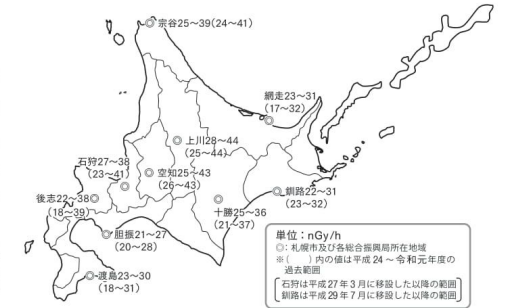 宗谷25～39(24～41)
網走23～31
(17～32)
上川28～44
(25～44)
石狩27～38
(23～41)
空知25～43
(26～43)
釧路22～31
(23～32)
後志22～38
(18～39)
十勝25～36
(21～37)
胆振21～27
(20～28)
渡島23～30
(18～31)
単位：nGy/h
◎：札幌市及び各総合振興局所在地域
※(　　)内の値は平成24～令和元年度の
過去範囲
石狩は平成27年3月に移設した以降の範囲
釧路は平成29年7月に移設した以降の範囲